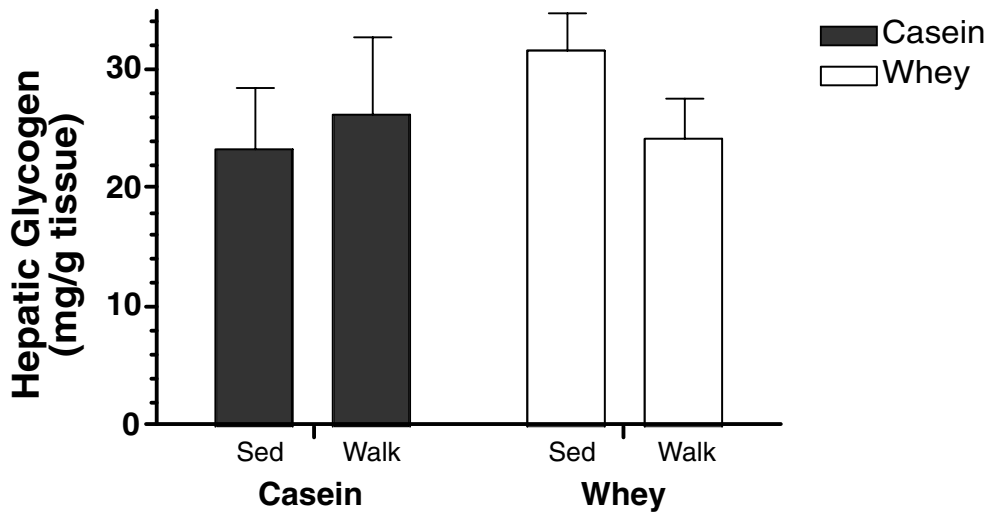 Hepatic Glycogen
(mg/g tissue)
30
20
10
0
Sed
Walk
Sed
Walk
Casein
Whey
Casein
Whey